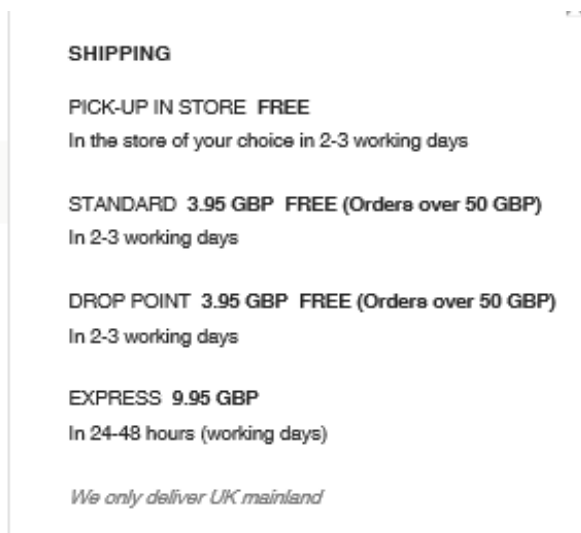 SHIPPING
PICK-UP IN STORE FREE
In the store of your choice in 2-3 working days
STANDARD 3.95 GBP FREE (Orders over 50 GBP)
In 2-3 working days
DROP POINT 3.95 GBP FREE (Orders over 50 GBP)
In 2-3 working days
EXPRESS 9.95 GBP
In 24-48 hours (working days)
We only deliver UK mainland